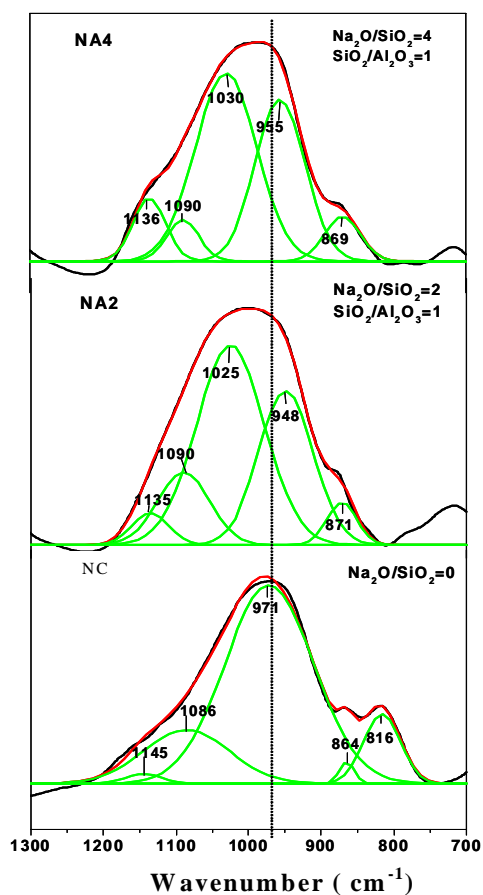 NA4
Na₂O/SiO₂=4
SiO₂/Al₂O₃=1
1030
955
1136
1090
869
NA2
Na₂O/SiO₂=2
SiO₂/Al₂O₃=1
1025
948
1090
1135
871
NC
Na₂O/SiO₂=0
971
1086
1145
864
816
1300 1200 1100 1000 900 800 700
Wavenumber ( cm⁻¹)